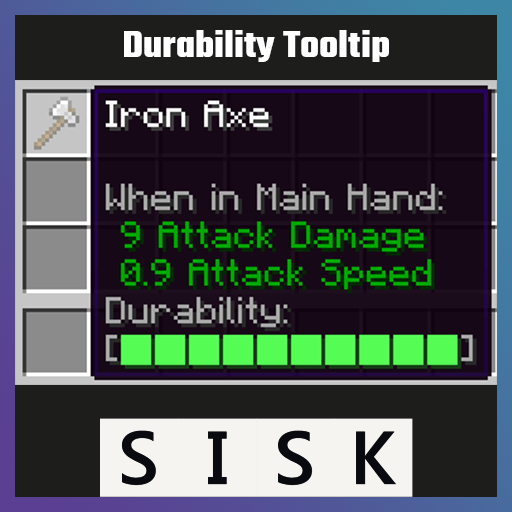 Durability Tooltip
Iron Axe
When in Main Hand:
9 Attack Damage
0.9 Attack Speed
Durability:
[██████████]
S I S K